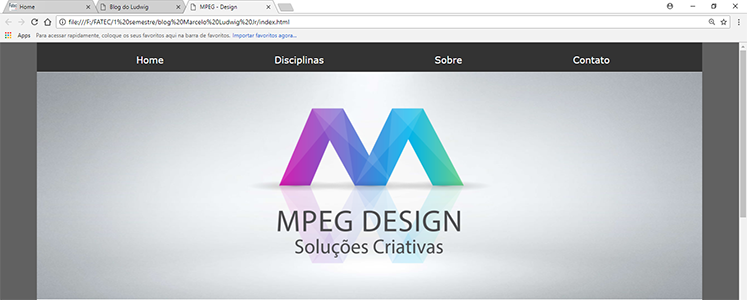 Home
Blog do Ludwig
MPEG - Design
file:///F:/FATEC/1%20semestre/blog%20Marcelo%20Ludwig%20Jr/index.html
Apps
Para acessar rapidamente, coloque os seus favoritos aqui na barra de favoritos. Importar favoritos agora...
Home Disciplinas Sobre Contato
MPEG DESIGN
Soluções Criativas